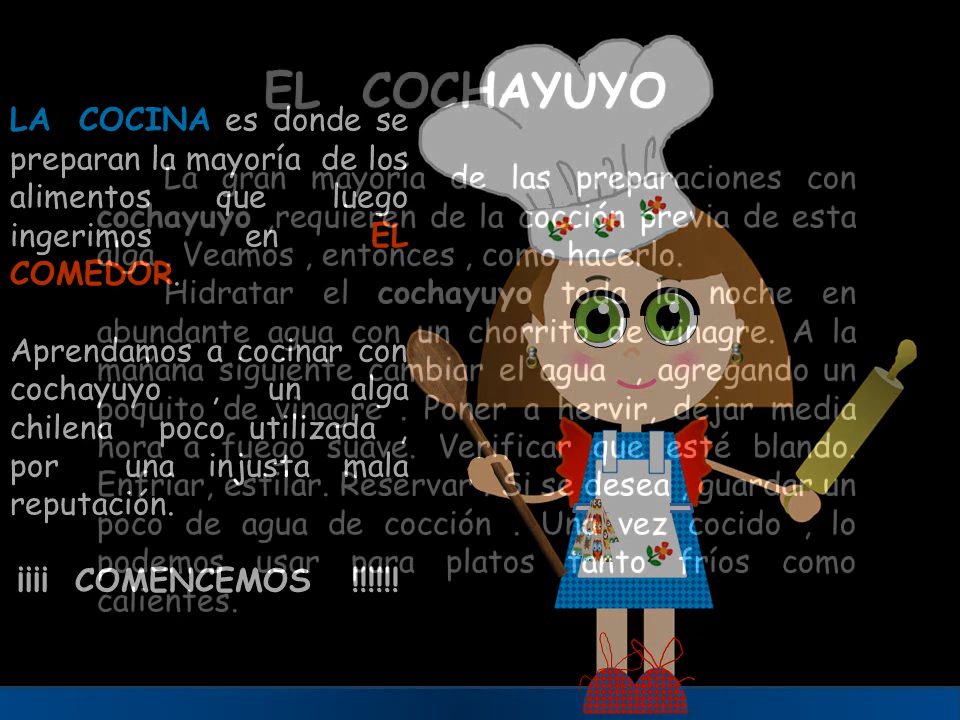 EL COCHAYUYO
LA COCINA es donde se
preparan la mayoría de los
alimentos que luego
ingerimos en EL
COMEDOR.
Aprendamos a cocinar con
cochayuyo , un alga
chilena poco utilizada ,
por una injusta mala
reputación.
¡¡¡¡ COMENCEMOS !!!!!!
La gran mayoría de las preparaciones con
cochayuyo requieren de la cocción previa de esta
alga. Veamos , entonces , como hacerlo.
Hidratar el cochayuyo toda la noche en
abundante agua con un chorrito de vinagre. A la
mañana siguiente cambiar el agua , agregando un
poquito de vinagre . Poner a hervir, dejar media
hora a fuego suave. Verificar que esté blando.
Enfriar, estilar. Reservar . Si se desea , guardar un
poco de agua de cocción . Una vez cocido , lo
podemos usar para platos tanto fríos como
calientes.